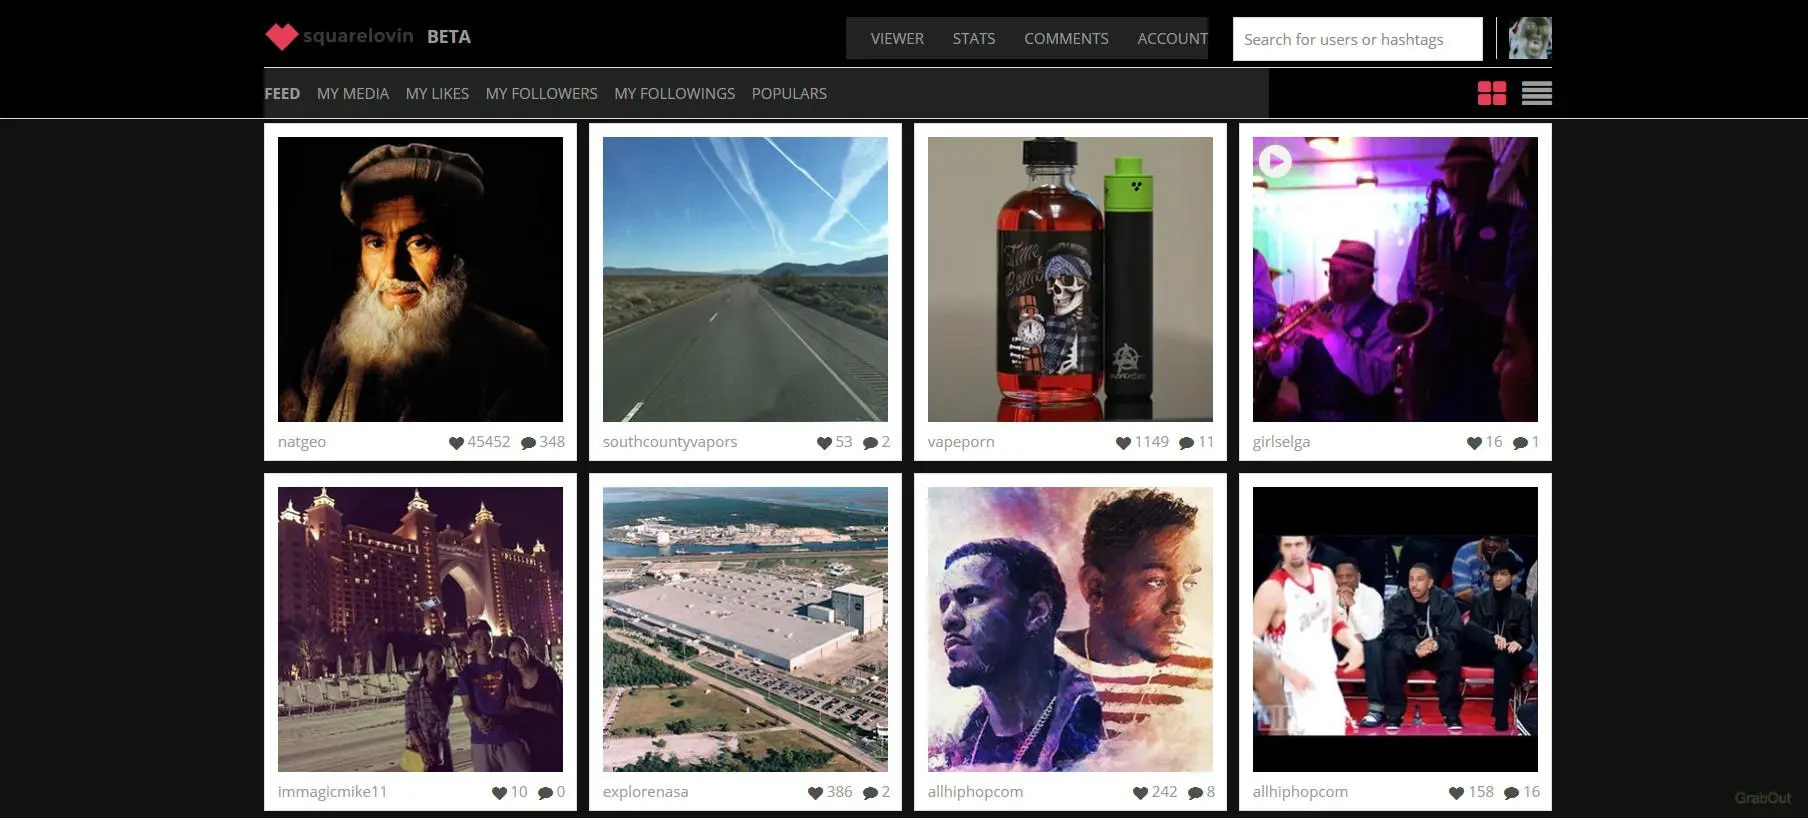 squarelovin BETA
VIEWER STATS COMMENTS ACCOUNT
Search for users or hashtags
FEED MY MEDIA MY LIKES MY FOLLOWERS MY FOLLOWINGS POPULARS
Time
Bomb
natgeo 45452 348
southcountyvapors 53 2
vapeporn 1149 11
girlselga 16 1
immagicmike11 10 0
explorenasa 386 2
allhiphopcom 242 8
allhiphopcom 158 16
GrabOut